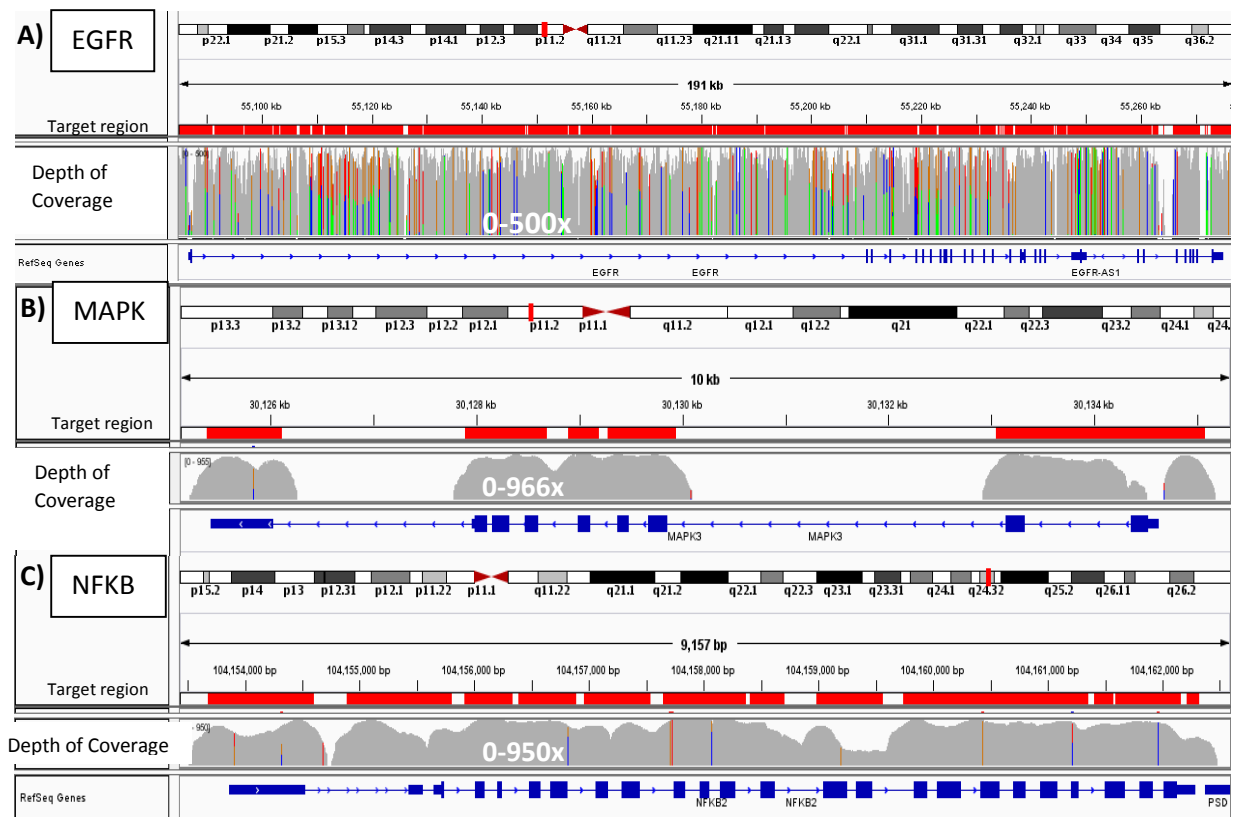 A) EGFR
p22.1 p21.2 p15.3 p14.3 p14.1 p12.3 p11.2 q11.21 q11.23 q21.11 q21.13 q22.1 q31.1 q31.31 q32.1 q33 q34 q35 q36.2
191 kb
55,100 kb 55,120 kb 55,140 kb 55,160 kb 55,180 kb 55,200 kb 55,220 kb 55,240 kb 55,260 kb
Target region
[0 - 500]
Depth of
Coverage
0-500x
RefSeq Genes
EGFR EGFR EGFR-AS1
B) MAPK
p13.3 p13.2 p13.12 p12.3 p12.2 p12.1 p11.2 p11.1 q11.2 q12.1 q12.2 q21 q22.1 q22.3 q23.2 q24.1 q24.
10 kb
30,126 kb 30,128 kb 30,130 kb 30,132 kb 30,134 kb
Target region
[0 - 955]
Depth of
Coverage
0-966x
MAPK3 MAPK3
C) NFKB
p15.2 p14 p13 p12.31 p12.1 p11.22 p11.1 q11.22 q21.1 q21.2 q22.1 q22.3 q23.1 q23.31 q24.1 q24.32 q25.2 q26.11 q26.2
9,157 bp
104,154,000 bp 104,155,000 bp 104,156,000 bp 104,157,000 bp 104,158,000 bp 104,159,000 bp 104,160,000 bp 104,161,000 bp 104,162,000 bp
Target region
- 950]
Depth of Coverage
0-950x
RefSeq Genes
NFKB2 NFKB2 PSD